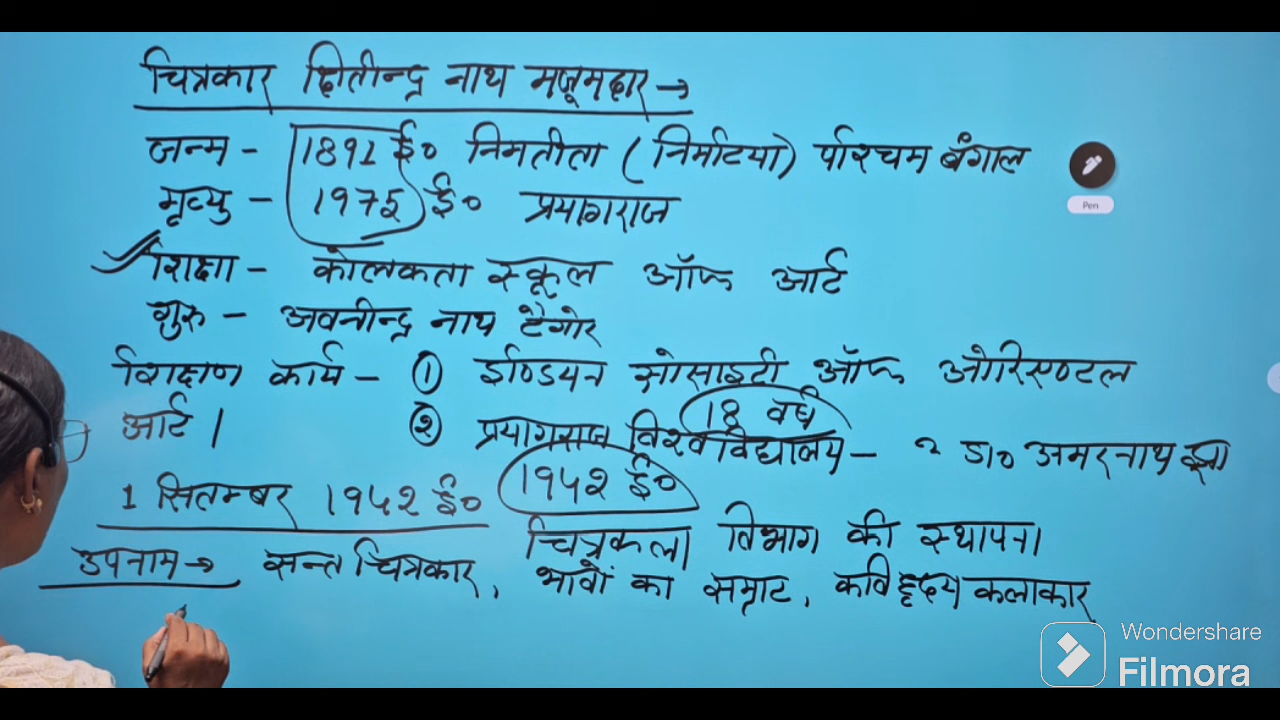 चित्रकार क्षितीन्द्र नाथ मजूमदार →
जन्म - 1891 ई० निमतीता (निर्माटिया) पश्चिम बंगाल
मृत्यु - 1975 ई० प्रयागराज
Pen
शिक्षा - कोलकता स्कूल ऑफ आर्ट
गुरु - अवनीन्द्र नाथ टैगोर
शिक्षण कार्य - ① इण्डियन सोसाइटी ऑफ ओरिएण्टल
आर्ट। ② प्रयागराज विश्वविद्यालय - डा० अमरनाथ झा
18 वर्ष
1 सितम्बर 1942 ई० 1942 ई० चित्रकला विभाग की स्थापना
उपनाम → सन्त चित्रकार, भावों का सम्राट, कवि हृदय कलाकार
Wondershare
Filmora